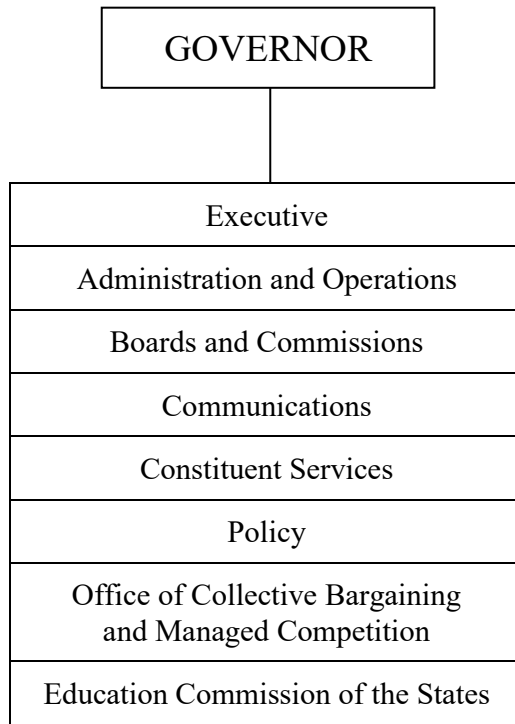 GOVERNOR
Executive
Administration and Operations
Boards and Commissions
Communications
Constituent Services
Policy
Office of Collective Bargaining
and Managed Competition
Education Commission of the States